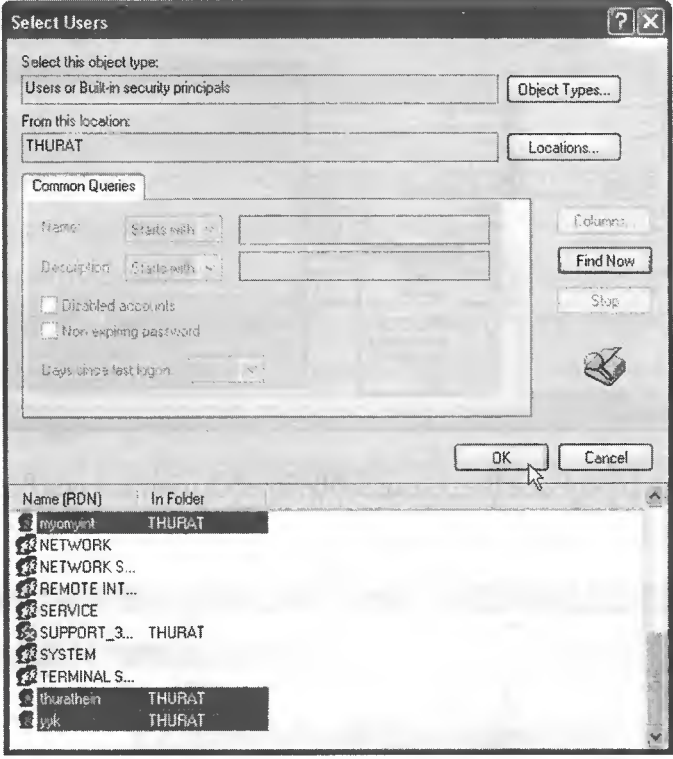 Select Users
Select this object type:
Users or Built-in security principals
Object Types...
From this location:
THURAT
Locations...
Common Queries
Name: Starts with
Columns...
Description: Starts with
Find Now
Disabled accounts
Stop
Non expiring password
Days since last logon:
OK
Cancel
Name (RDN) In Folder
myomyint THURAT
NETWORK
NETWORK S...
REMOTE INT...
SERVICE
SUPPORT_3... THURAT
SYSTEM
TERMINAL S...
thurathein THURAT
yyk THURAT